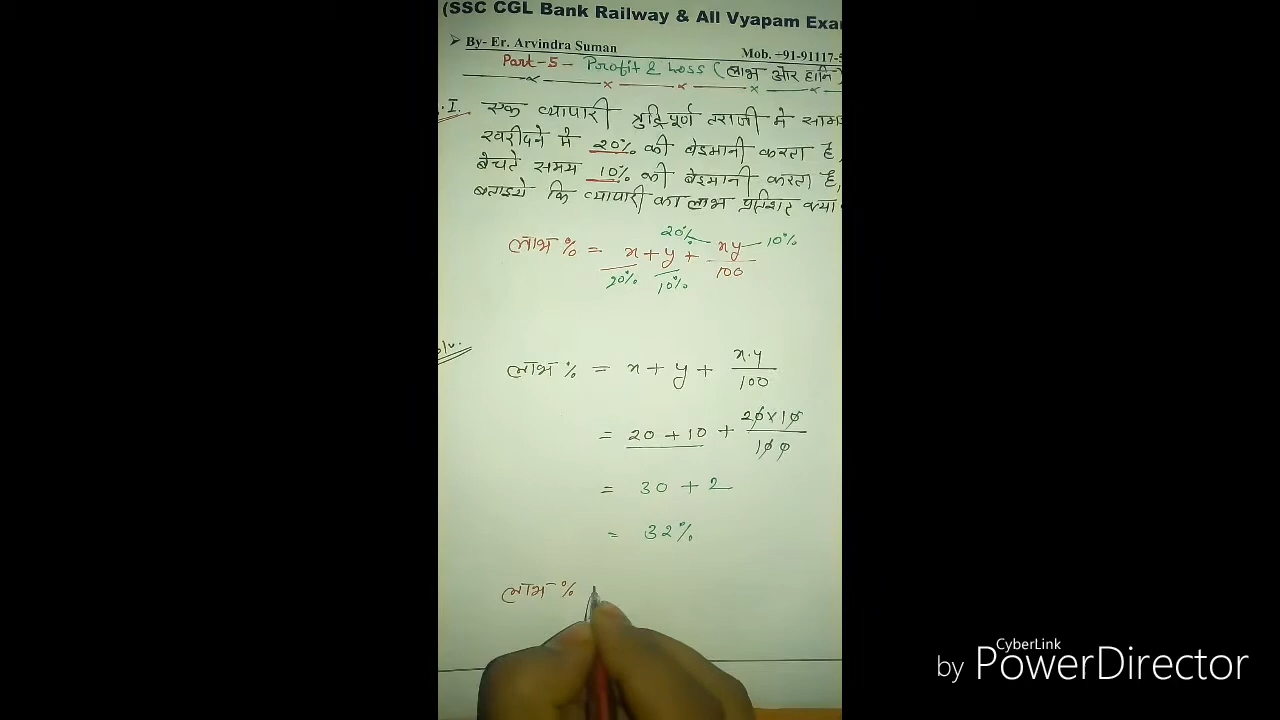 (SSC CGL Bank Railway & All Vyapam Exa
➤ By- Er. Arvindra Suman Mob. +91-91117-5
Part-5 - Profit & Loss (लाभ और हानि)
.I. एक व्यापारी त्रुटिपूर्ण तराजी मे साम
खरीदने मे 20% की बेइमानी करता है,
बेचते समय 10% की बेइमानी करता है,
बताइये कि व्यापारी का लाभ प्रतिशत क्या
20% 10%
लाभ % = x + y + xy/100
20% 10%
लाभ % = x + y + x.y/100
= 20 + 10 + 20×10/100
= 30 + 2
= 32%
लाभ %
CyberLink
by PowerDirector